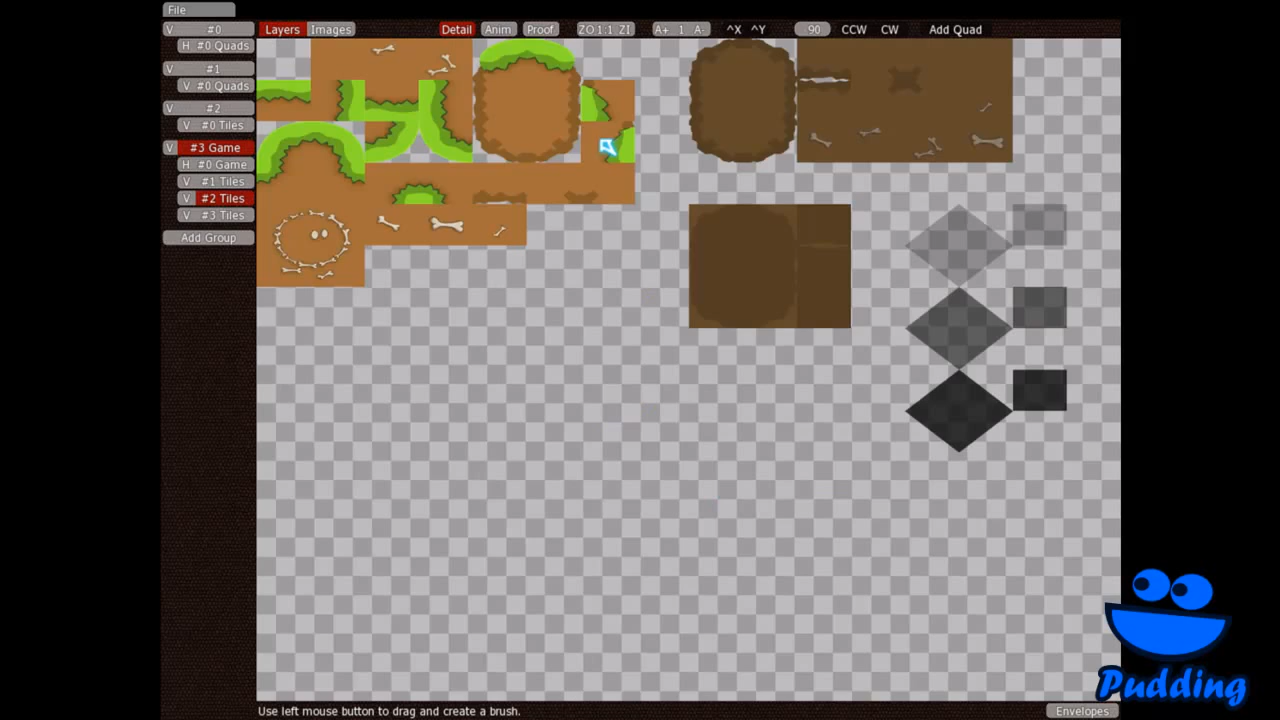 File
V #0 Layers Images Detail Anim Proof ZO 1:1 ZI A+ 1 A- ^X ^Y 90 CCW CW Add Quad
H #0 Quads
V #1
V #0 Quads
V #2
V #0 Tiles
V #3 Game
H #0 Game
V #1 Tiles
V #2 Tiles
V #3 Tiles
Add Group
Pudding
Use left mouse button to drag and create a brush. Envelopes